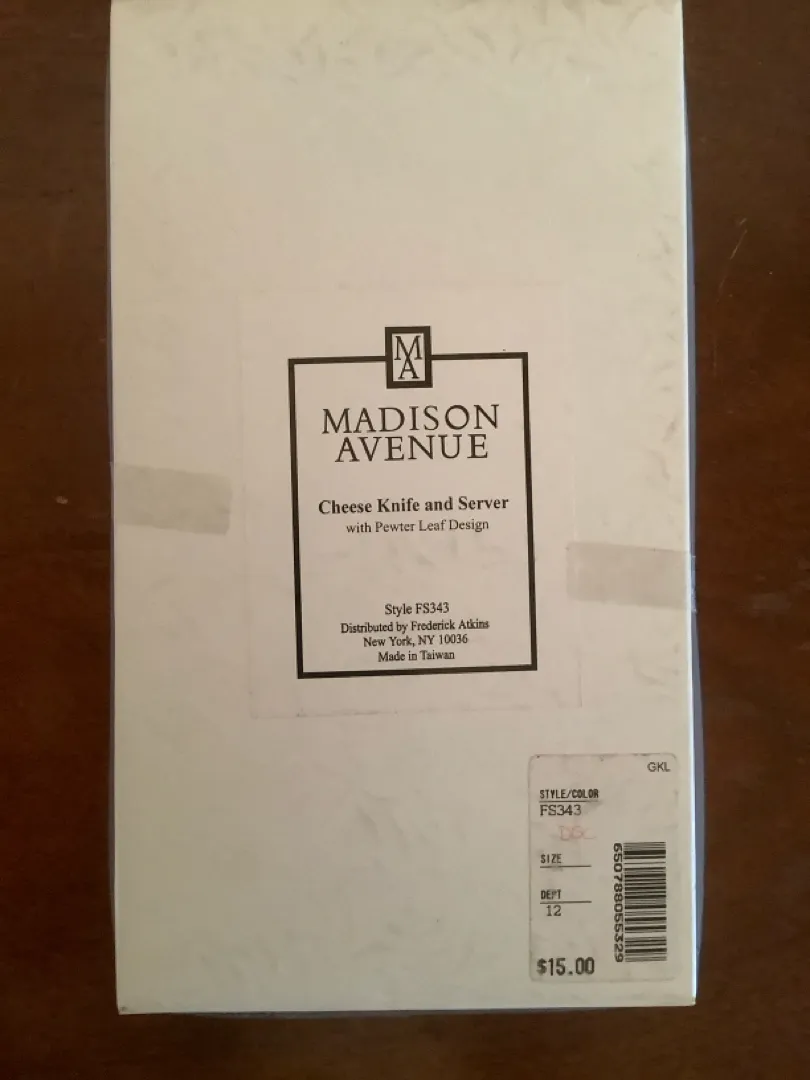 MA
MADISON
AVENUE
Cheese Knife and Server
with Pewter Leaf Design
Style FS343
Distributed by Frederick Atkins
New York, NY 10036
Made in Taiwan
GKL
STYLE/COLOR
FS343
SIZE
DEPT
12
650788055329
$15.00